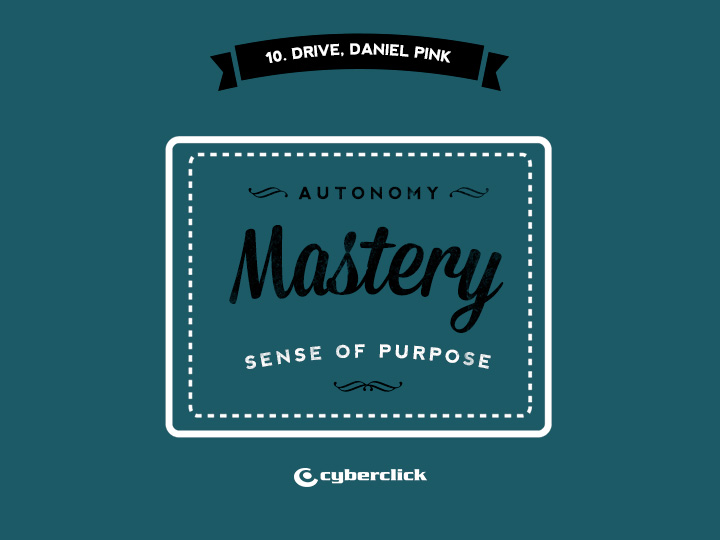 10. DRIVE, DANIEL PINK
AUTONOMY
Mastery
SENSE OF PURPOSE
cyberclick